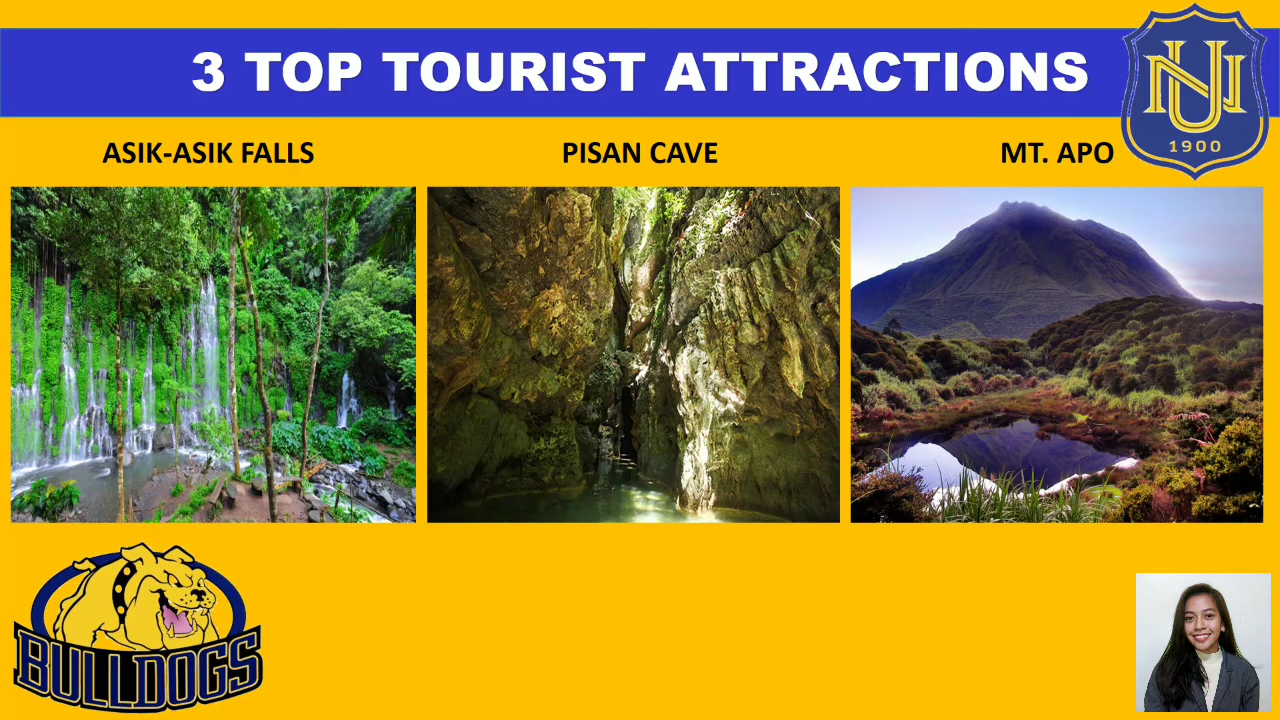 3 TOP TOURIST ATTRACTIONS
NU
1900
ASIK-ASIK FALLS
PISAN CAVE
MT. APO
BULLDOGS